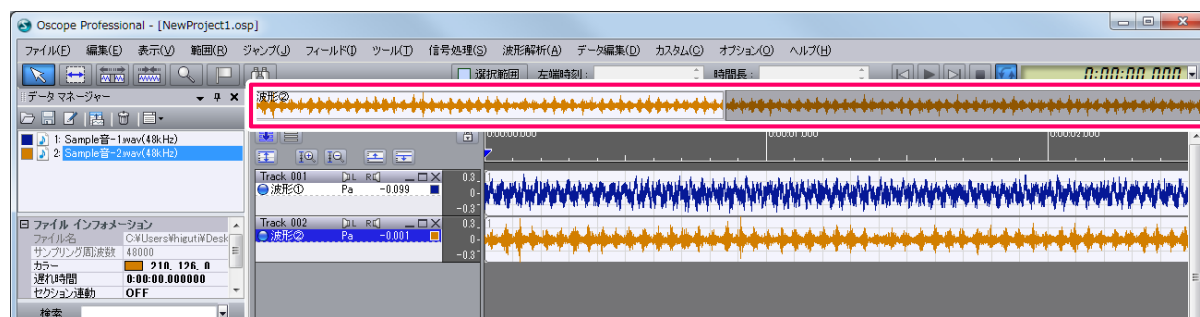 Oscope Professional - [NewProject1.osp]
ファイル(F) 編集(E) 表示(V) 範囲(R) ジャンプ(J) フィールド(I) ツール(T) 信号処理(S) 波形解析(A) データ編集(D) カスタム(C) オプション(O) ヘルプ(H)
選択範囲 左端時刻: 時間長: 0:00:00.000
データマネージャー
波形②
1: Sample音-1.wav(48kHz)
2: Sample音-2.wav(48kHz)
0:00:00.000 0:00:01.000 0:00:02.000
Track 001 L R 0.3
波形① Pa -0.099 0
-0.3
Track 002 L R 0.3
波形② Pa -0.001 0
-0.3
1
ファイル インフォメーション
ファイル名 C:¥Users¥higuti¥Desk
サンプリング周波数 48000
カラー 210, 126, 0
遅れ時間 0:00:00.000000
セクション連動 OFF
検索